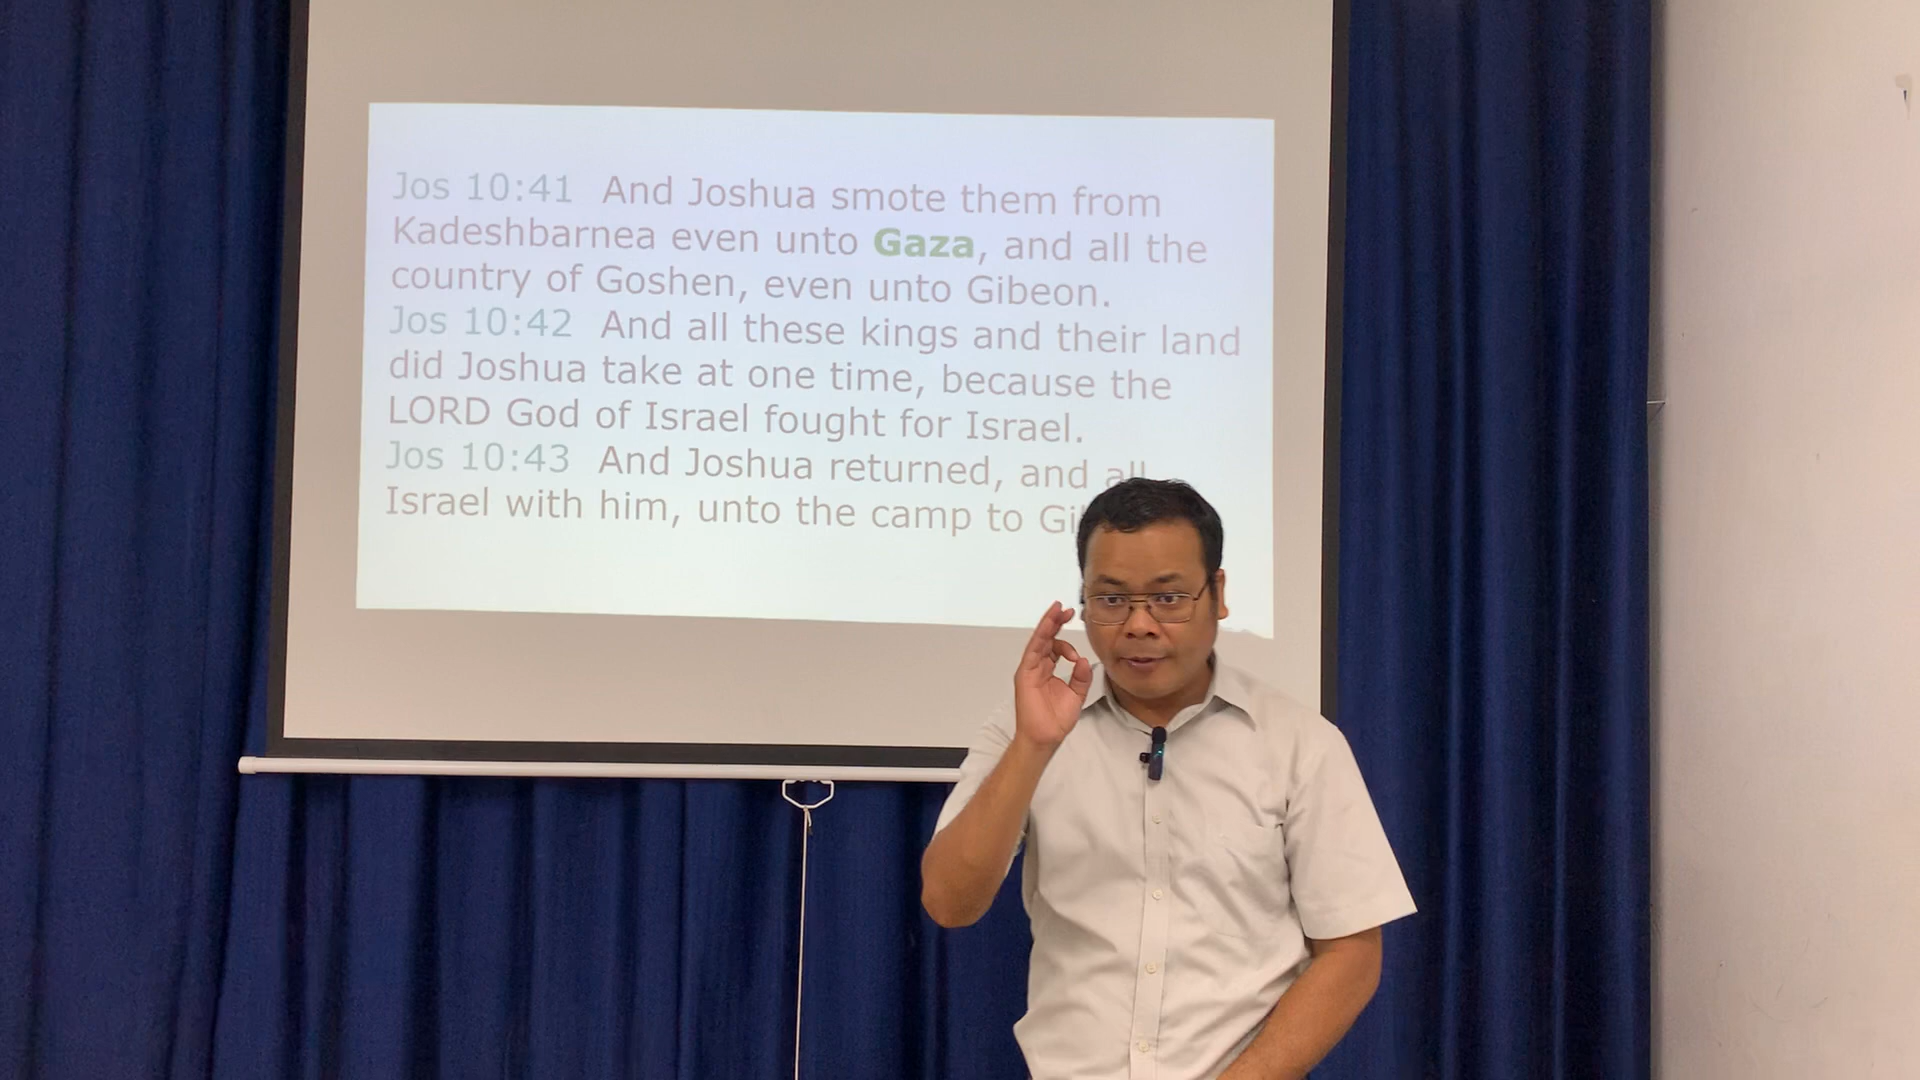 Jos 10:41 And Joshua smote them from
Kadeshbarnea even unto Gaza, and all the
country of Goshen, even unto Gibeon.
Jos 10:42 And all these kings and their land
did Joshua take at one time, because the
LORD God of Israel fought for Israel.
Jos 10:43 And Joshua returned, and all
Israel with him, unto the camp to